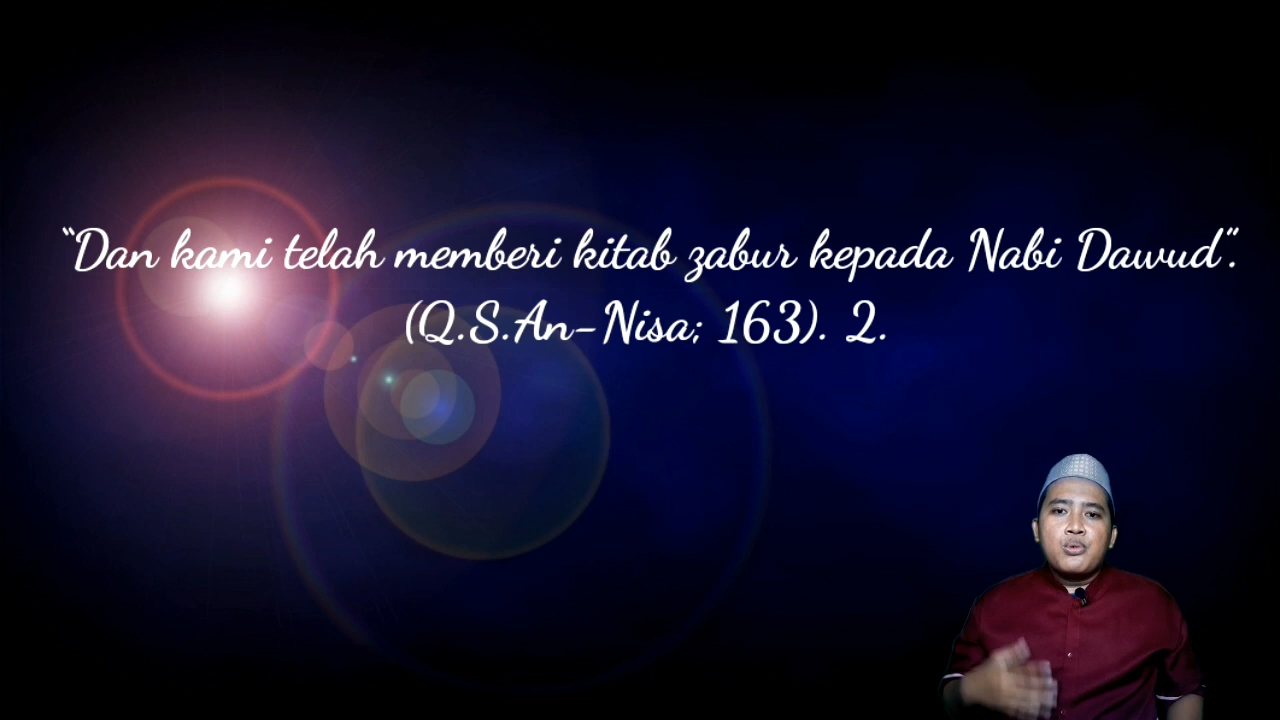 “Dan kami telah memberi kitab zabur kepada Nabi Dawud”.
(Q.S.An-Nisa; 163). 2.